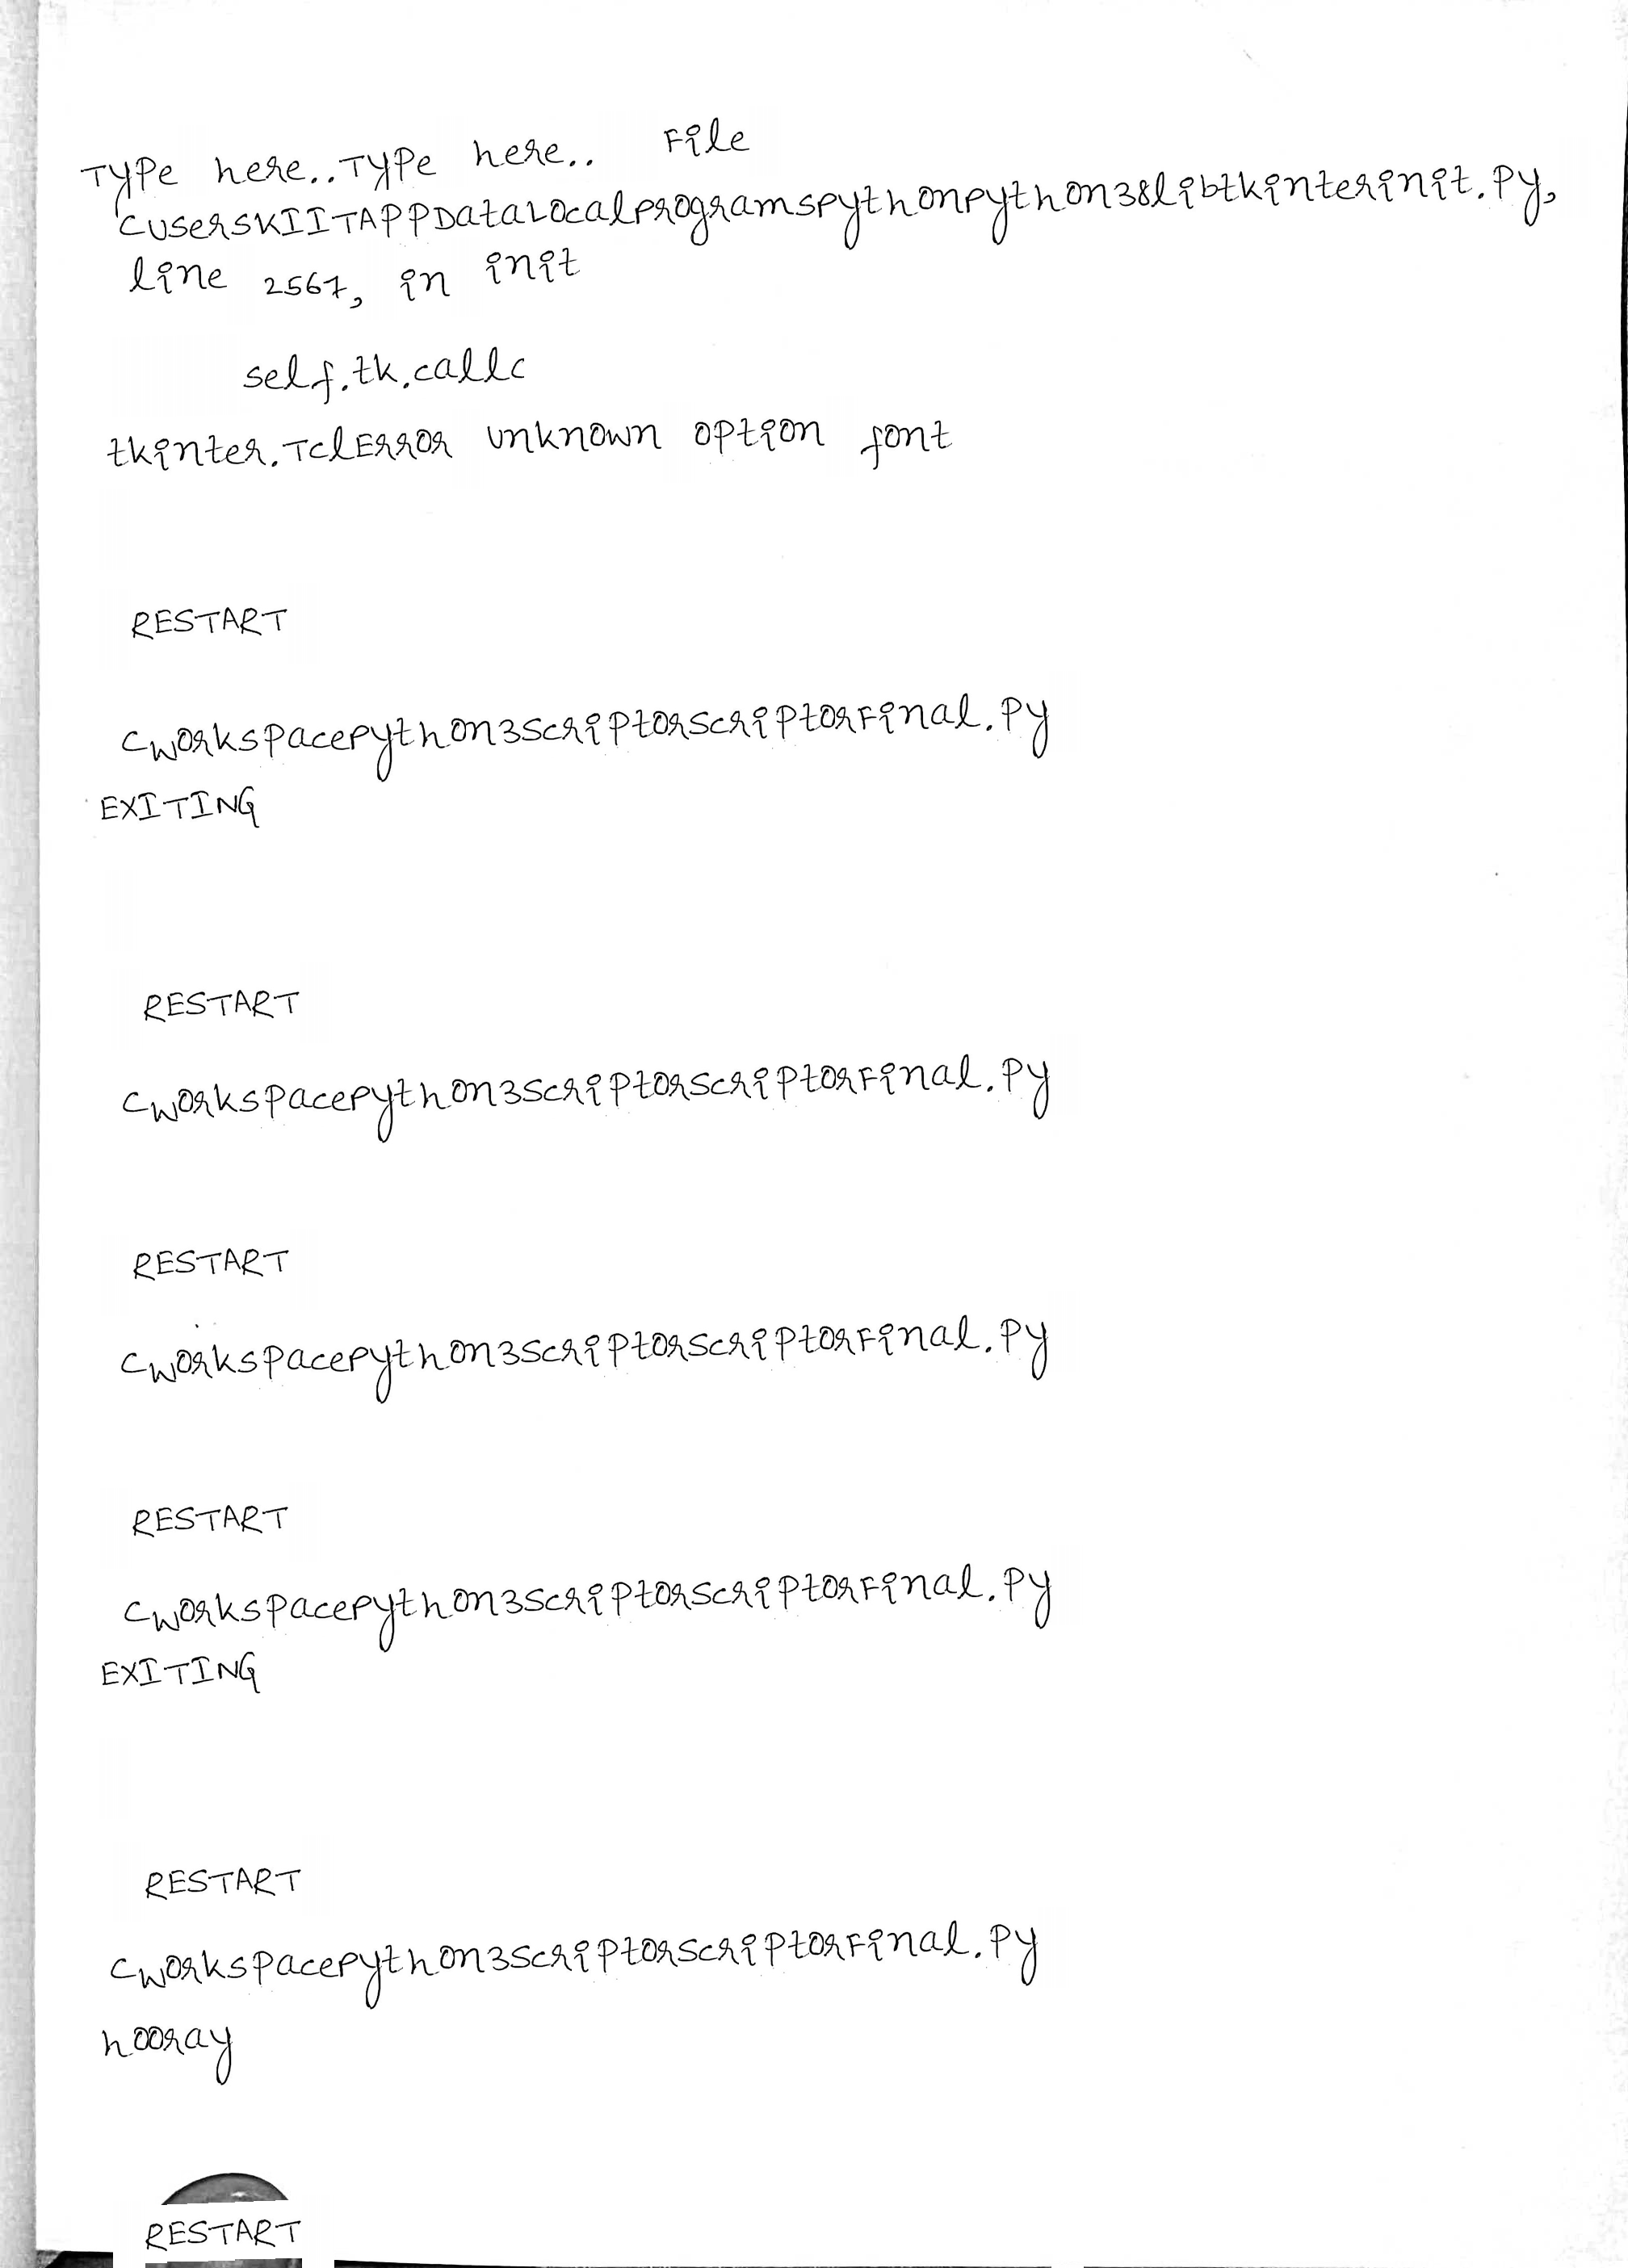 Type here..Type here.. File
CUsersKIITAppDataLocalProgramsPythonPython38libtkinterinit.py,
line 2567, in init
self.tk.callc
tkinter.TclError unknown option font
RESTART
CworkspacePython3ScriptorScriptorFinal.py
EXITING
RESTART
CworkspacePython3ScriptorScriptorFinal.py
RESTART
CworkspacePython3ScriptorScriptorFinal.py
RESTART
CworkspacePython3ScriptorScriptorFinal.py
EXITING
RESTART
CworkspacePython3ScriptorScriptorFinal.py
hooray
RESTART